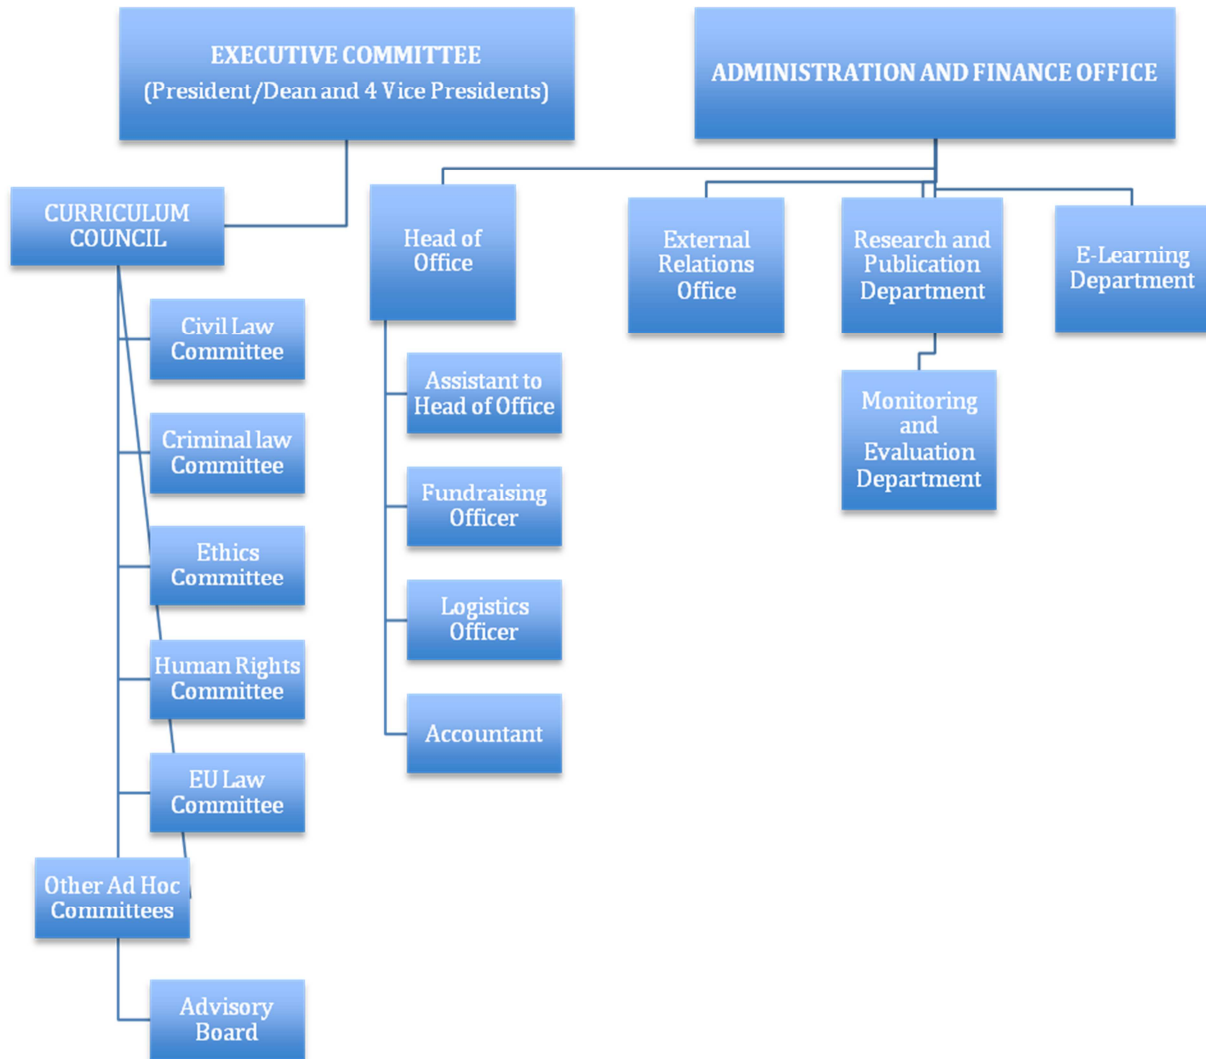 EXECUTIVE COMMITTEE
(President/Dean and 4 Vice Presidents)
ADMINISTRATION AND FINANCE OFFICE
CURRICULUM
COUNCIL
Civil Law
Committee
Criminal law
Committee
Ethics
Committee
Human Rights
Committee
EU Law
Committee
Other Ad Hoc
Committees
Advisory
Board
Head of
Office
Assistant to
Head of Office
Fundraising
Officer
Logistics
Officer
Accountant
External
Relations
Office
Research and
Publication
Department
Monitoring
and
Evaluation
Department
E-Learning
Department